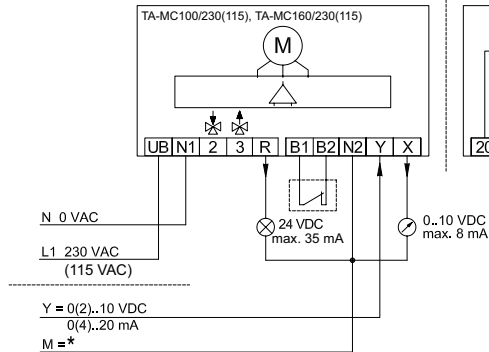 TA-MC100/230(115), TA-MC160/230(115)
M
UB N1 2 3 R B1 B2 N2 Y X
20
N 0 VAC
24 VDC
max. 35 mA
0..10 VDC
max. 8 mA
L1 230 VAC
(115 VAC)
Y = 0(2)..10 VDC
0(4)..20 mA
M =*